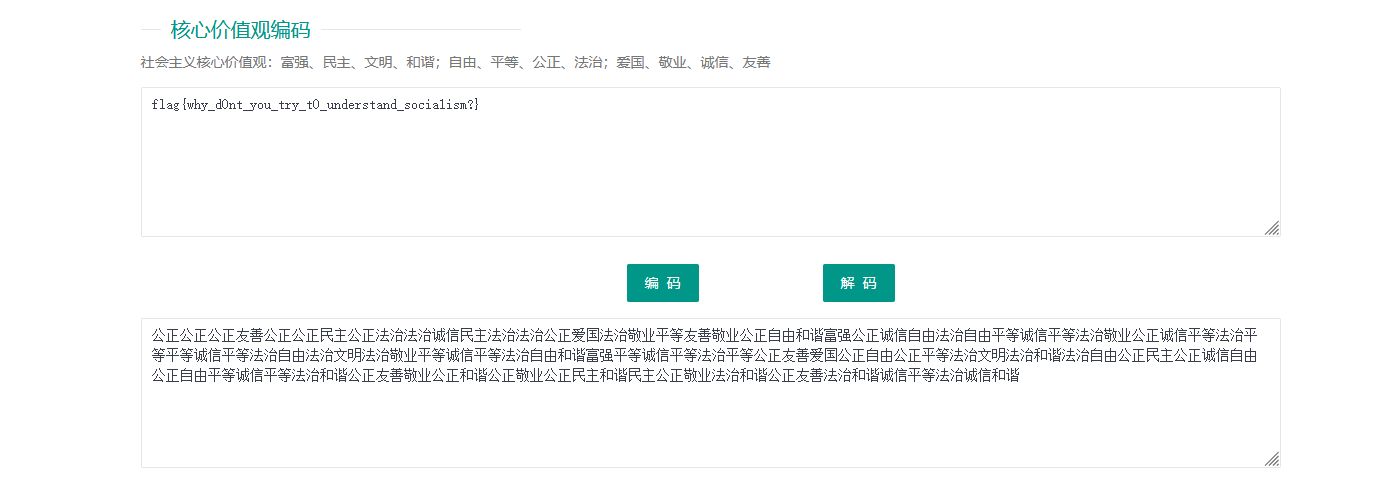 核心价值观编码
社会主义核心价值观：富强、民主、文明、和谐；自由、平等、公正、法治；爱国、敬业、诚信、友善
flag{why_d0nt_you_try_t0_understand_socialism?}
编 码 解 码
公正公正公正友善公正公正民主公正法治法治诚信民主法治法治公正爱国法治敬业平等友善敬业公正自由和谐富强公正诚信自由法治自由平等诚信平等法治敬业公正诚信平等法治平
等平等诚信平等法治自由法治文明法治敬业平等诚信平等法治自由和谐富强平等诚信平等法治平等公正友善爱国公正自由公正平等法治文明法治和谐法治自由公正民主公正诚信自由
公正自由平等诚信平等法治和谐公正友善敬业公正和谐公正敬业公正民主和谐民主公正敬业法治和谐公正友善法治和谐诚信平等法治诚信和谐